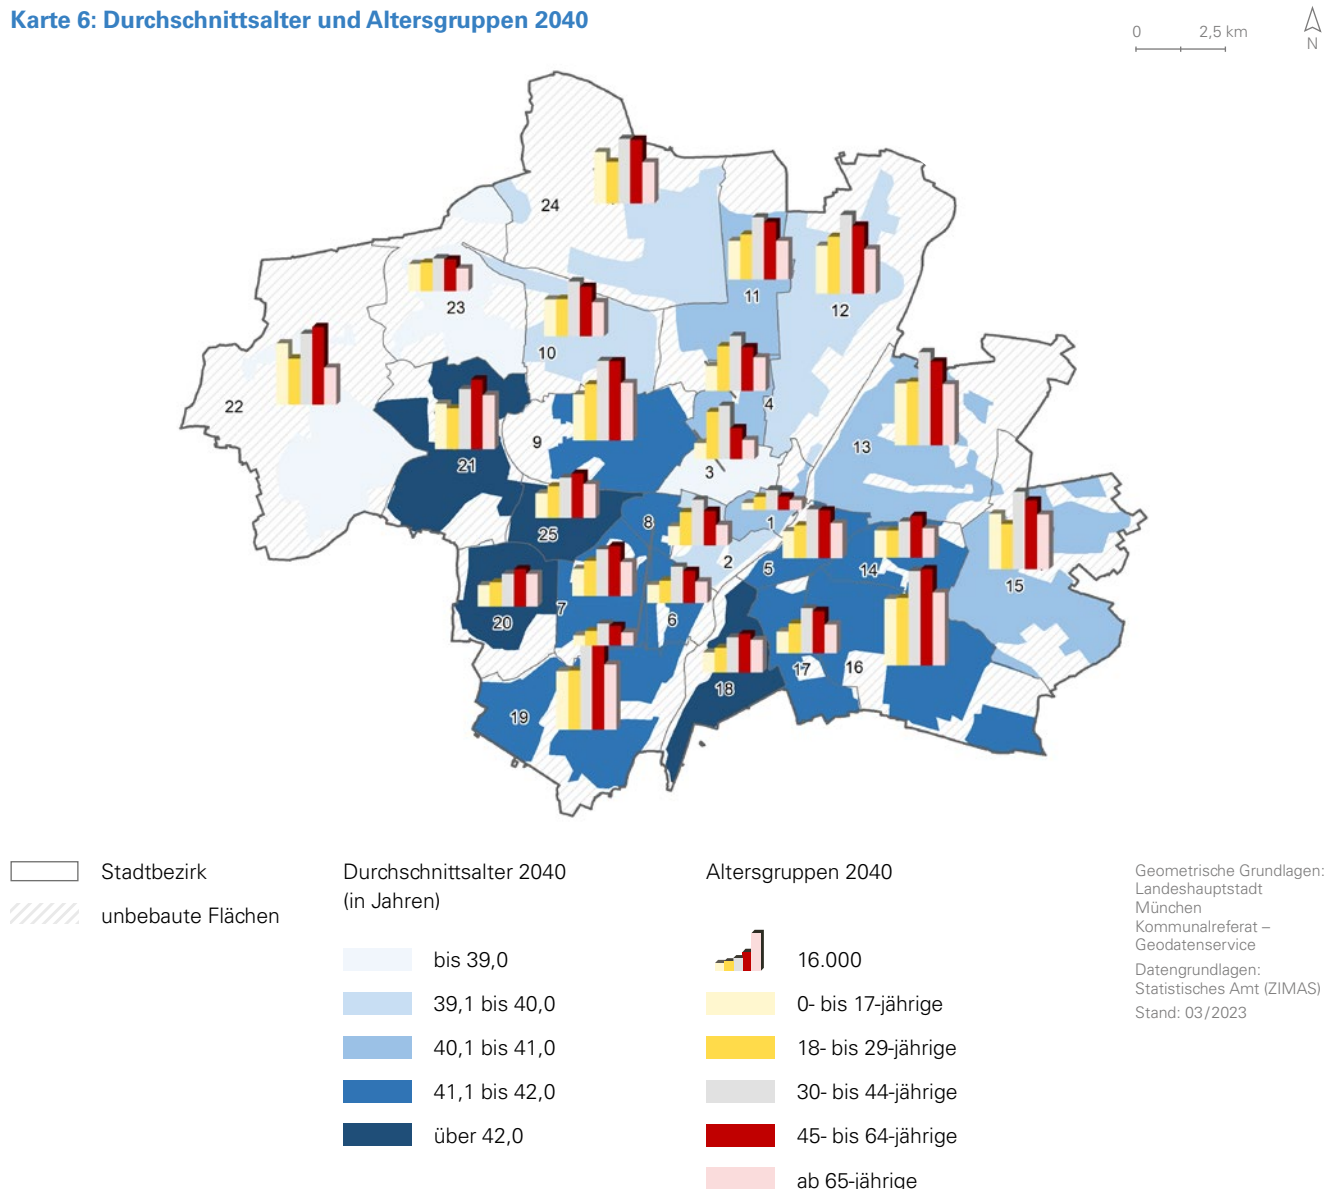 Karte 6: Durchschnittsalter und Altersgruppen 2040
0 2,5 km
N
24
11
12
23
10
22
4
9
13
21
3
25
8
1
2
5
14
15
20
7
6
17
16
18
19
Stadtbezirk
unbebaute Flächen
Durchschnittsalter 2040
(in Jahren)
bis 39,0
39,1 bis 40,0
40,1 bis 41,0
41,1 bis 42,0
über 42,0
Altersgruppen 2040
16.000
0- bis 17-jährige
18- bis 29-jährige
30- bis 44-jährige
45- bis 64-jährige
ab 65-jährige
Geometrische Grundlagen:
Landeshauptstadt
München
Kommunalreferat –
Geodatenservice
Datengrundlagen:
Statistisches Amt (ZIMAS)
Stand: 03/2023